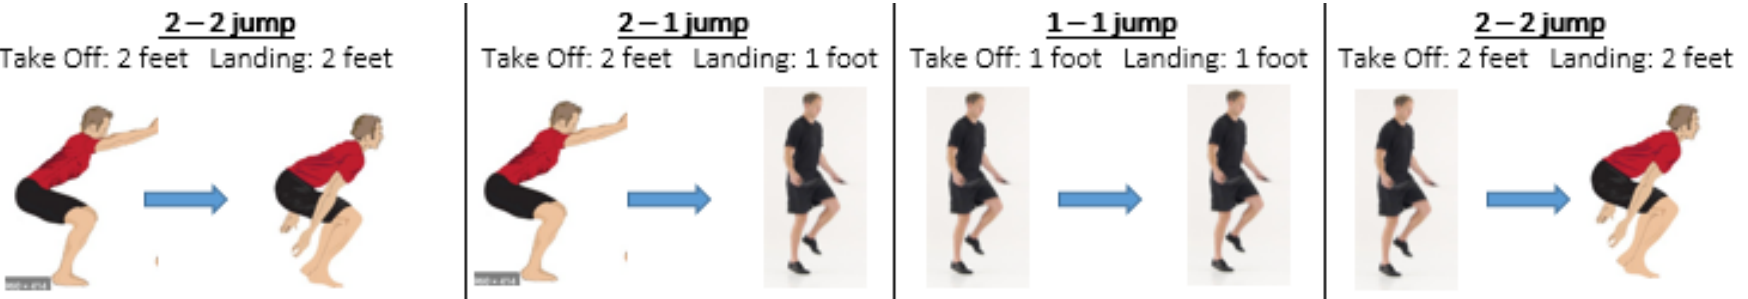 2 – 2 jump
Take Off: 2 feet Landing: 2 feet
2 – 1 jump
Take Off: 2 feet Landing: 1 foot
1 – 1 jump
Take Off: 1 foot Landing: 1 foot
2 – 2 jump
Take Off: 2 feet Landing: 2 feet